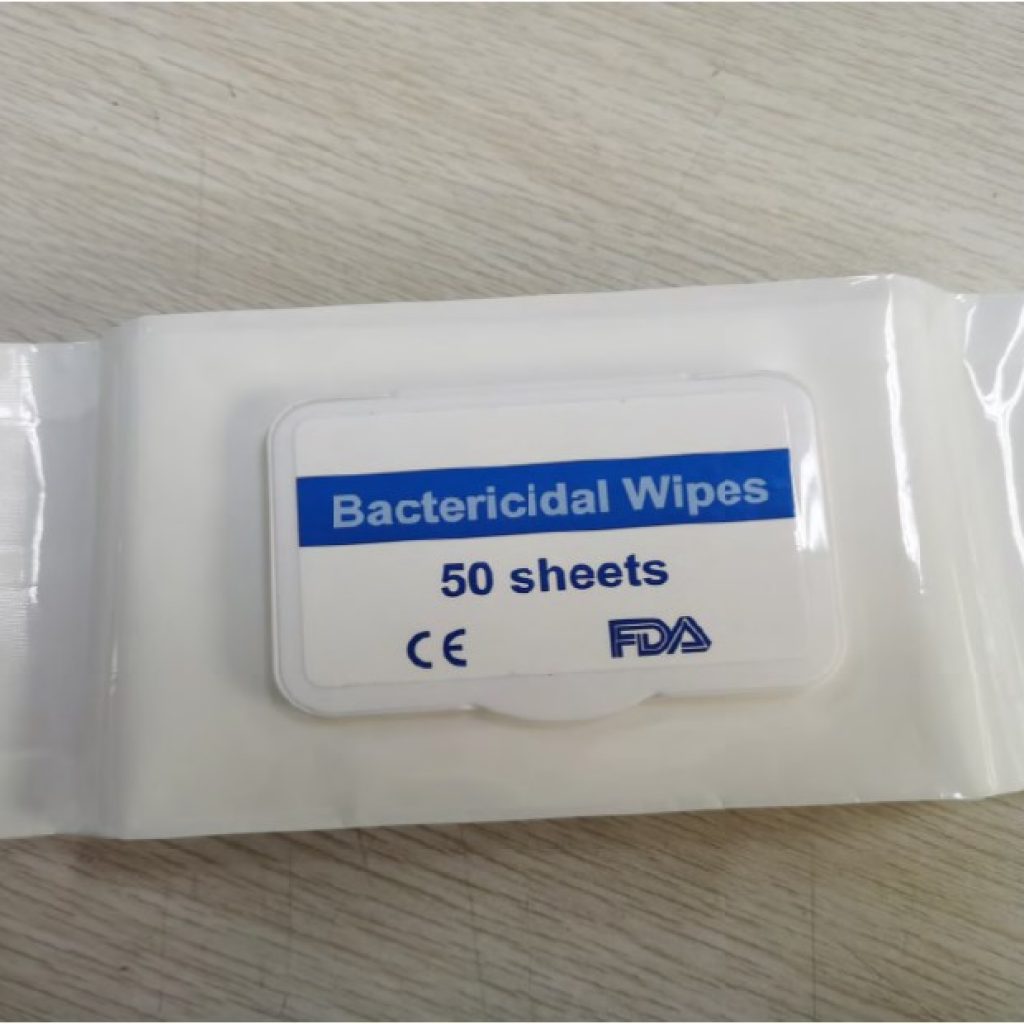 Bactericidal Wipes
50 sheets
CE FDA